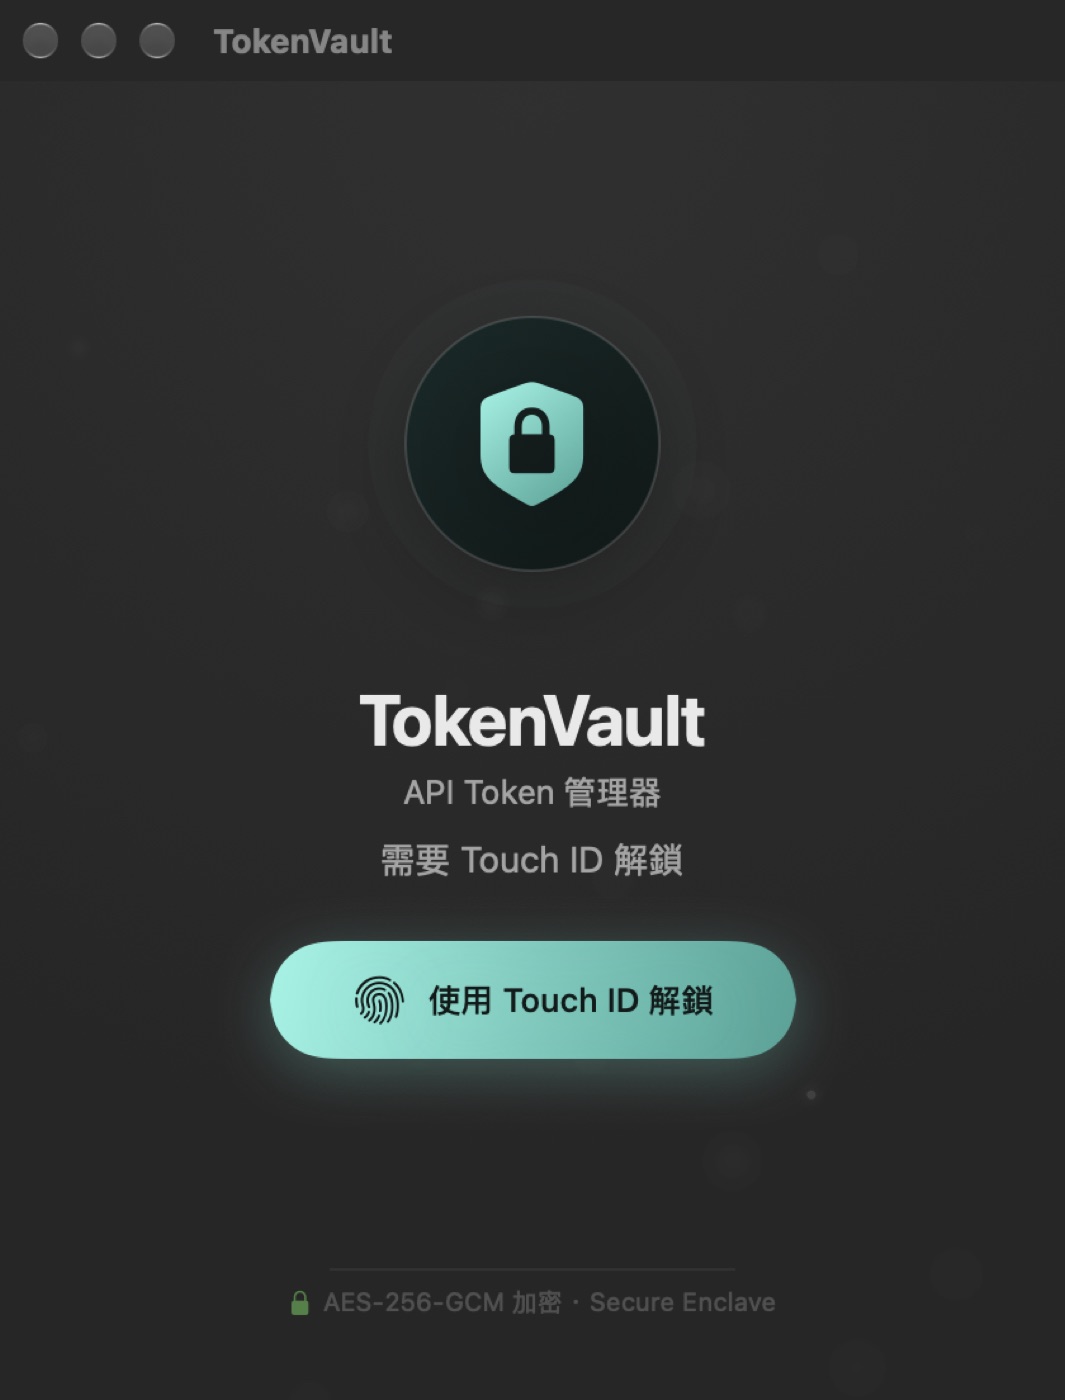 TokenVault
TokenVault
API Token 管理器
需要 Touch ID 解鎖
使用 Touch ID 解鎖
AES-256-GCM 加密 · Secure Enclave